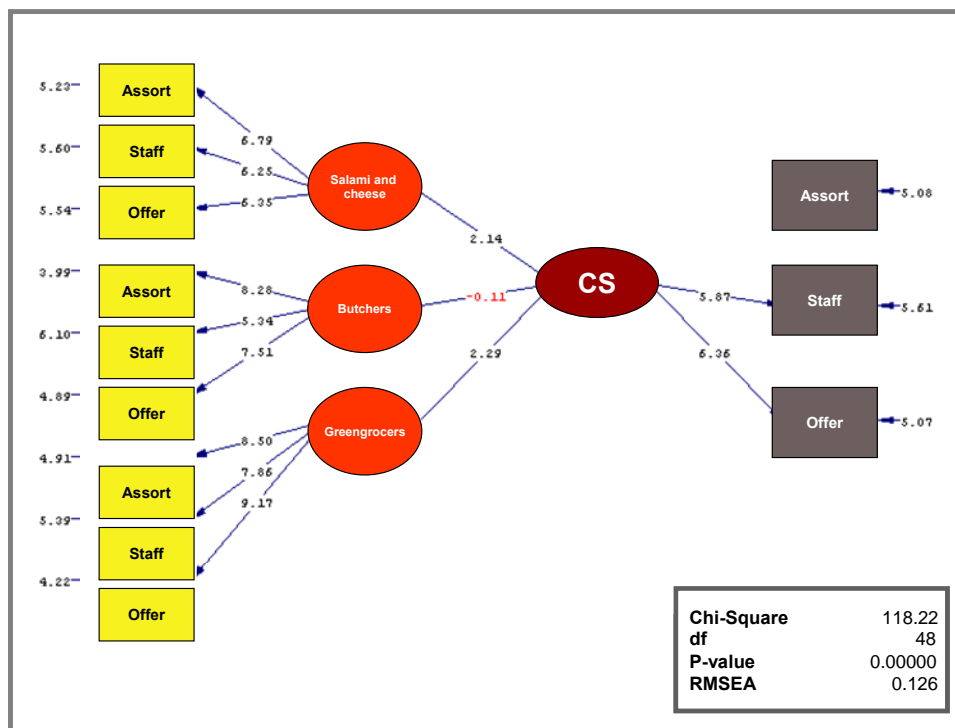 5.23
Assort
5.60
Staff
5.54
Offer
3.99
Assort
6.10
Staff
4.89
Offer
4.91
Assort
5.39
Staff
4.22
Offer
6.79
6.25
6.35
8.28
5.34
7.51
8.50
7.86
9.17
Salami and
cheese
Butchers
Greengrocers
2.14
-0.11
2.29
CS
5.87
6.36
Assort
5.08
Staff
5.61
Offer
5.07
Chi-Square 118.22
df 48
P-value 0.00000
RMSEA 0.126